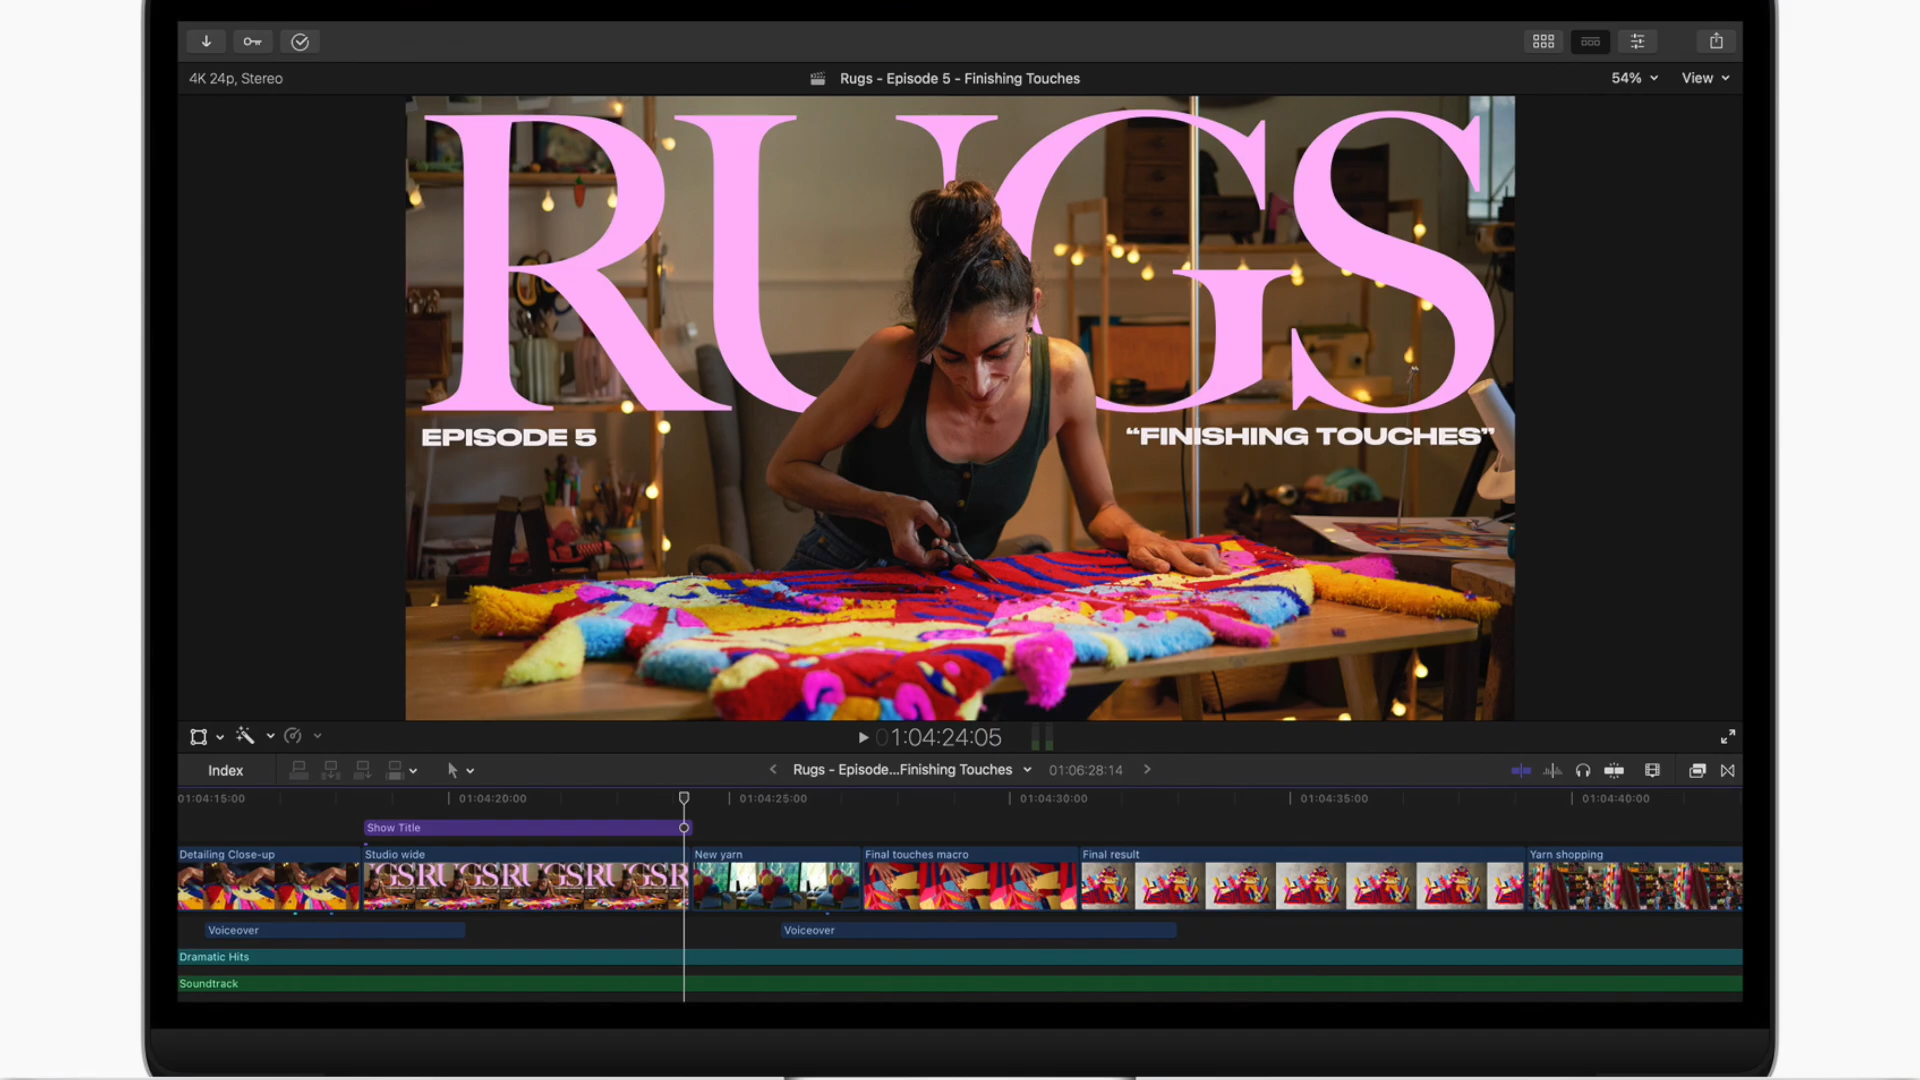 4K 24p, Stereo
Rugs - Episode 5 - Finishing Touches
54%
View
RUGS
EPISODE 5
“FINISHING TOUCHES”
01:04:24:05
Index
Rugs - Episode...Finishing Touches
01:06:28:14
01:04:15:00
01:04:20:00
01:04:25:00
01:04:30:00
01:04:35:00
01:04:40:00
Show Title
Detailing Close-up
Studio wide
New yarn
Final touches macro
Final result
Yarn shopping
Voiceover
Voiceover
Dramatic Hits
Soundtrack